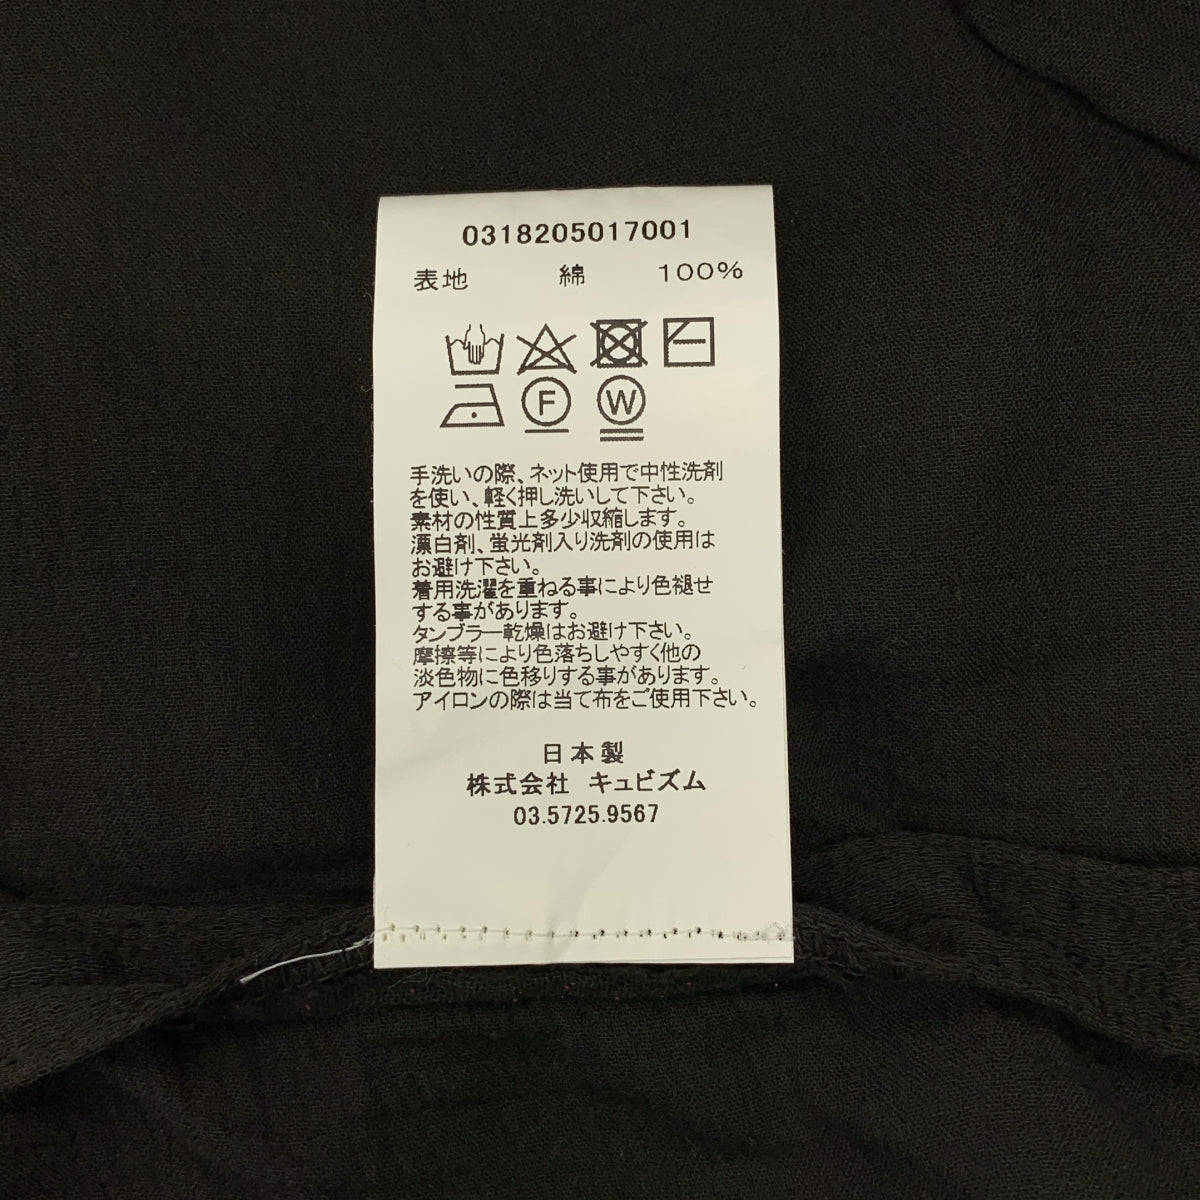 0318205017001
表地 綿 100%
F W
手洗いの際、ネット使用で中性洗剤
を使い、軽く押し洗いして下さい。
素材の性質上多少収縮します。
漂白剤、蛍光剤入り洗剤の使用は
お避け下さい。
着用洗濯を重ねる事により色褪せ
する事があります。
タンブラー乾燥はお避け下さい。
摩擦等により色落ちしやすく他の
淡色物に色移りする事があります。
アイロンの際は当て布をご使用下さい。
日本製
株式会社 キュビズム
03.5725.9567